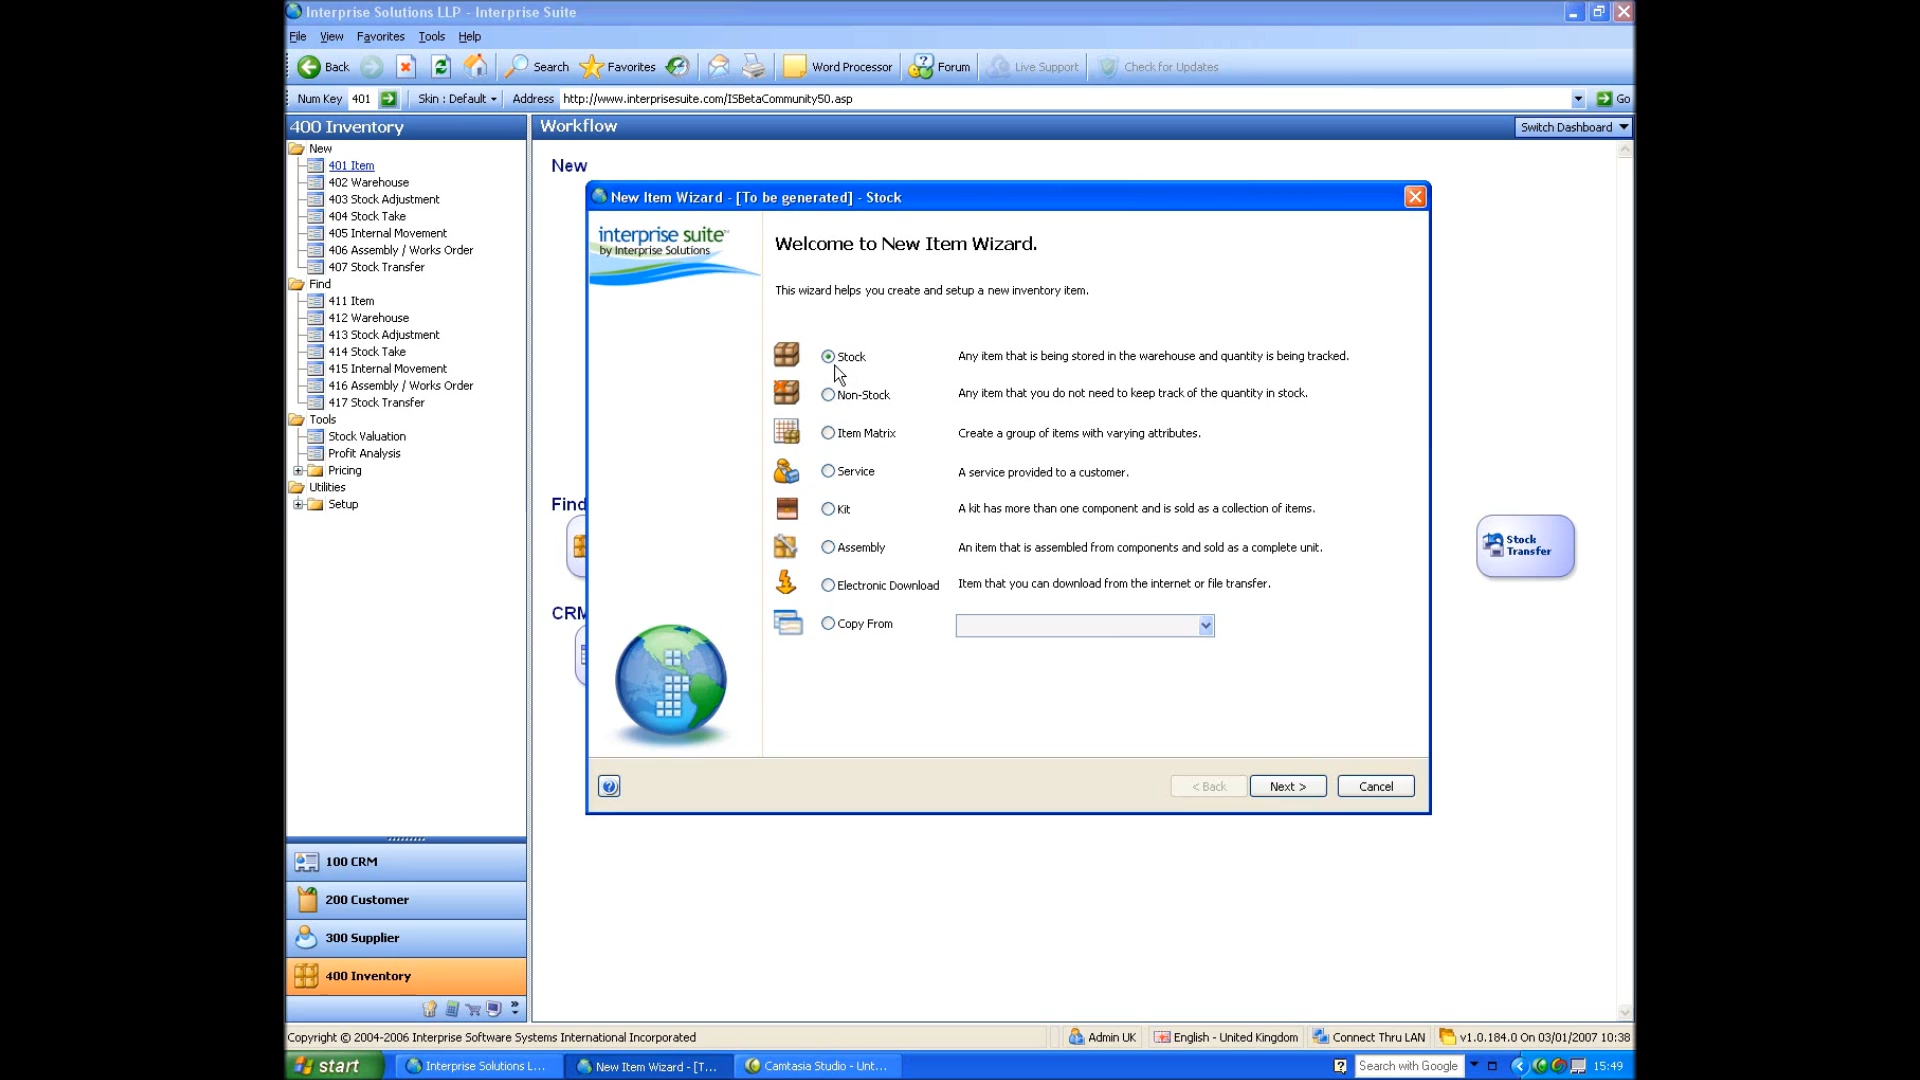 Interprise Solutions LLP - Interprise Suite
File View Favorites Tools Help
Back Search Favorites Word Processor Forum Live Support Check for Updates
Num Key 401 Skin : Default Address http://www.interprisesuite.com/ISBetaCommunity50.asp Go
400 Inventory
New
401 Item
402 Warehouse
403 Stock Adjustment
404 Stock Take
405 Internal Movement
406 Assembly / Works Order
407 Stock Transfer
Find
411 Item
412 Warehouse
413 Stock Adjustment
414 Stock Take
415 Internal Movement
416 Assembly / Works Order
417 Stock Transfer
Tools
Stock Valuation
Profit Analysis
Pricing
Utilities
Setup
100 CRM
200 Customer
300 Supplier
400 Inventory
Workflow
Switch Dashboard
New
Find
CRM
Stock
Transfer
New Item Wizard - [To be generated] - Stock
interprise suite™
by Interprise Solutions
Welcome to New Item Wizard.
This wizard helps you create and setup a new inventory item.
Stock Any item that is being stored in the warehouse and quantity is being tracked.
Non-Stock Any item that you do not need to keep track of the quantity in stock.
Item Matrix Create a group of items with varying attributes.
Service A service provided to a customer.
Kit A kit has more than one component and is sold as a collection of items.
Assembly An item that is assembled from components and sold as a complete unit.
Electronic Download Item that you can download from the internet or file transfer.
Copy From
< Back Next > Cancel
Copyright © 2004-2006 Interprise Software Systems International Incorporated
Admin UK English - United Kingdom Connect Thru LAN v1.0.184.0 On 03/01/2007 10:38
start Interprise Solutions L... New Item Wizard - [T... Camtasia Studio - Unt... Search with Google 15:49